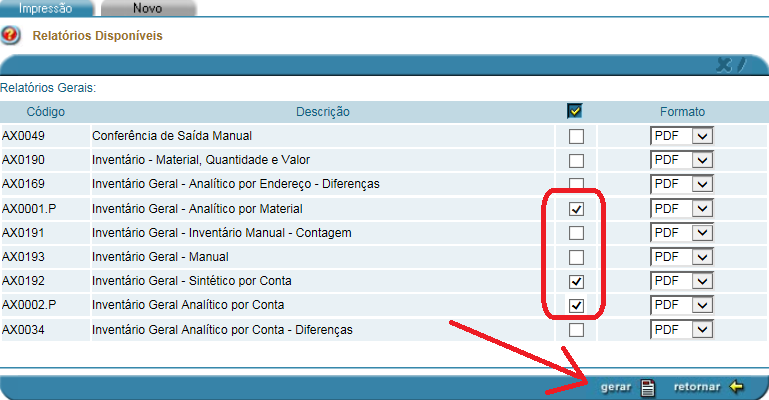 Impressão Novo
Relatórios Disponíveis
Relatórios Gerais:
Código Descrição Formato
AX0049 Conferência de Saída Manual PDF
AX0190 Inventário - Material, Quantidade e Valor PDF
AX0169 Inventário Geral - Analítico por Endereço - Diferenças PDF
AX0001.P Inventário Geral - Analítico por Material PDF
AX0191 Inventário Geral - Inventário Manual - Contagem PDF
AX0193 Inventário Geral - Manual PDF
AX0192 Inventário Geral - Sintético por Conta PDF
AX0002.P Inventário Geral Analítico por Conta PDF
AX0034 Inventário Geral Analítico por Conta - Diferenças PDF
gerar retornar